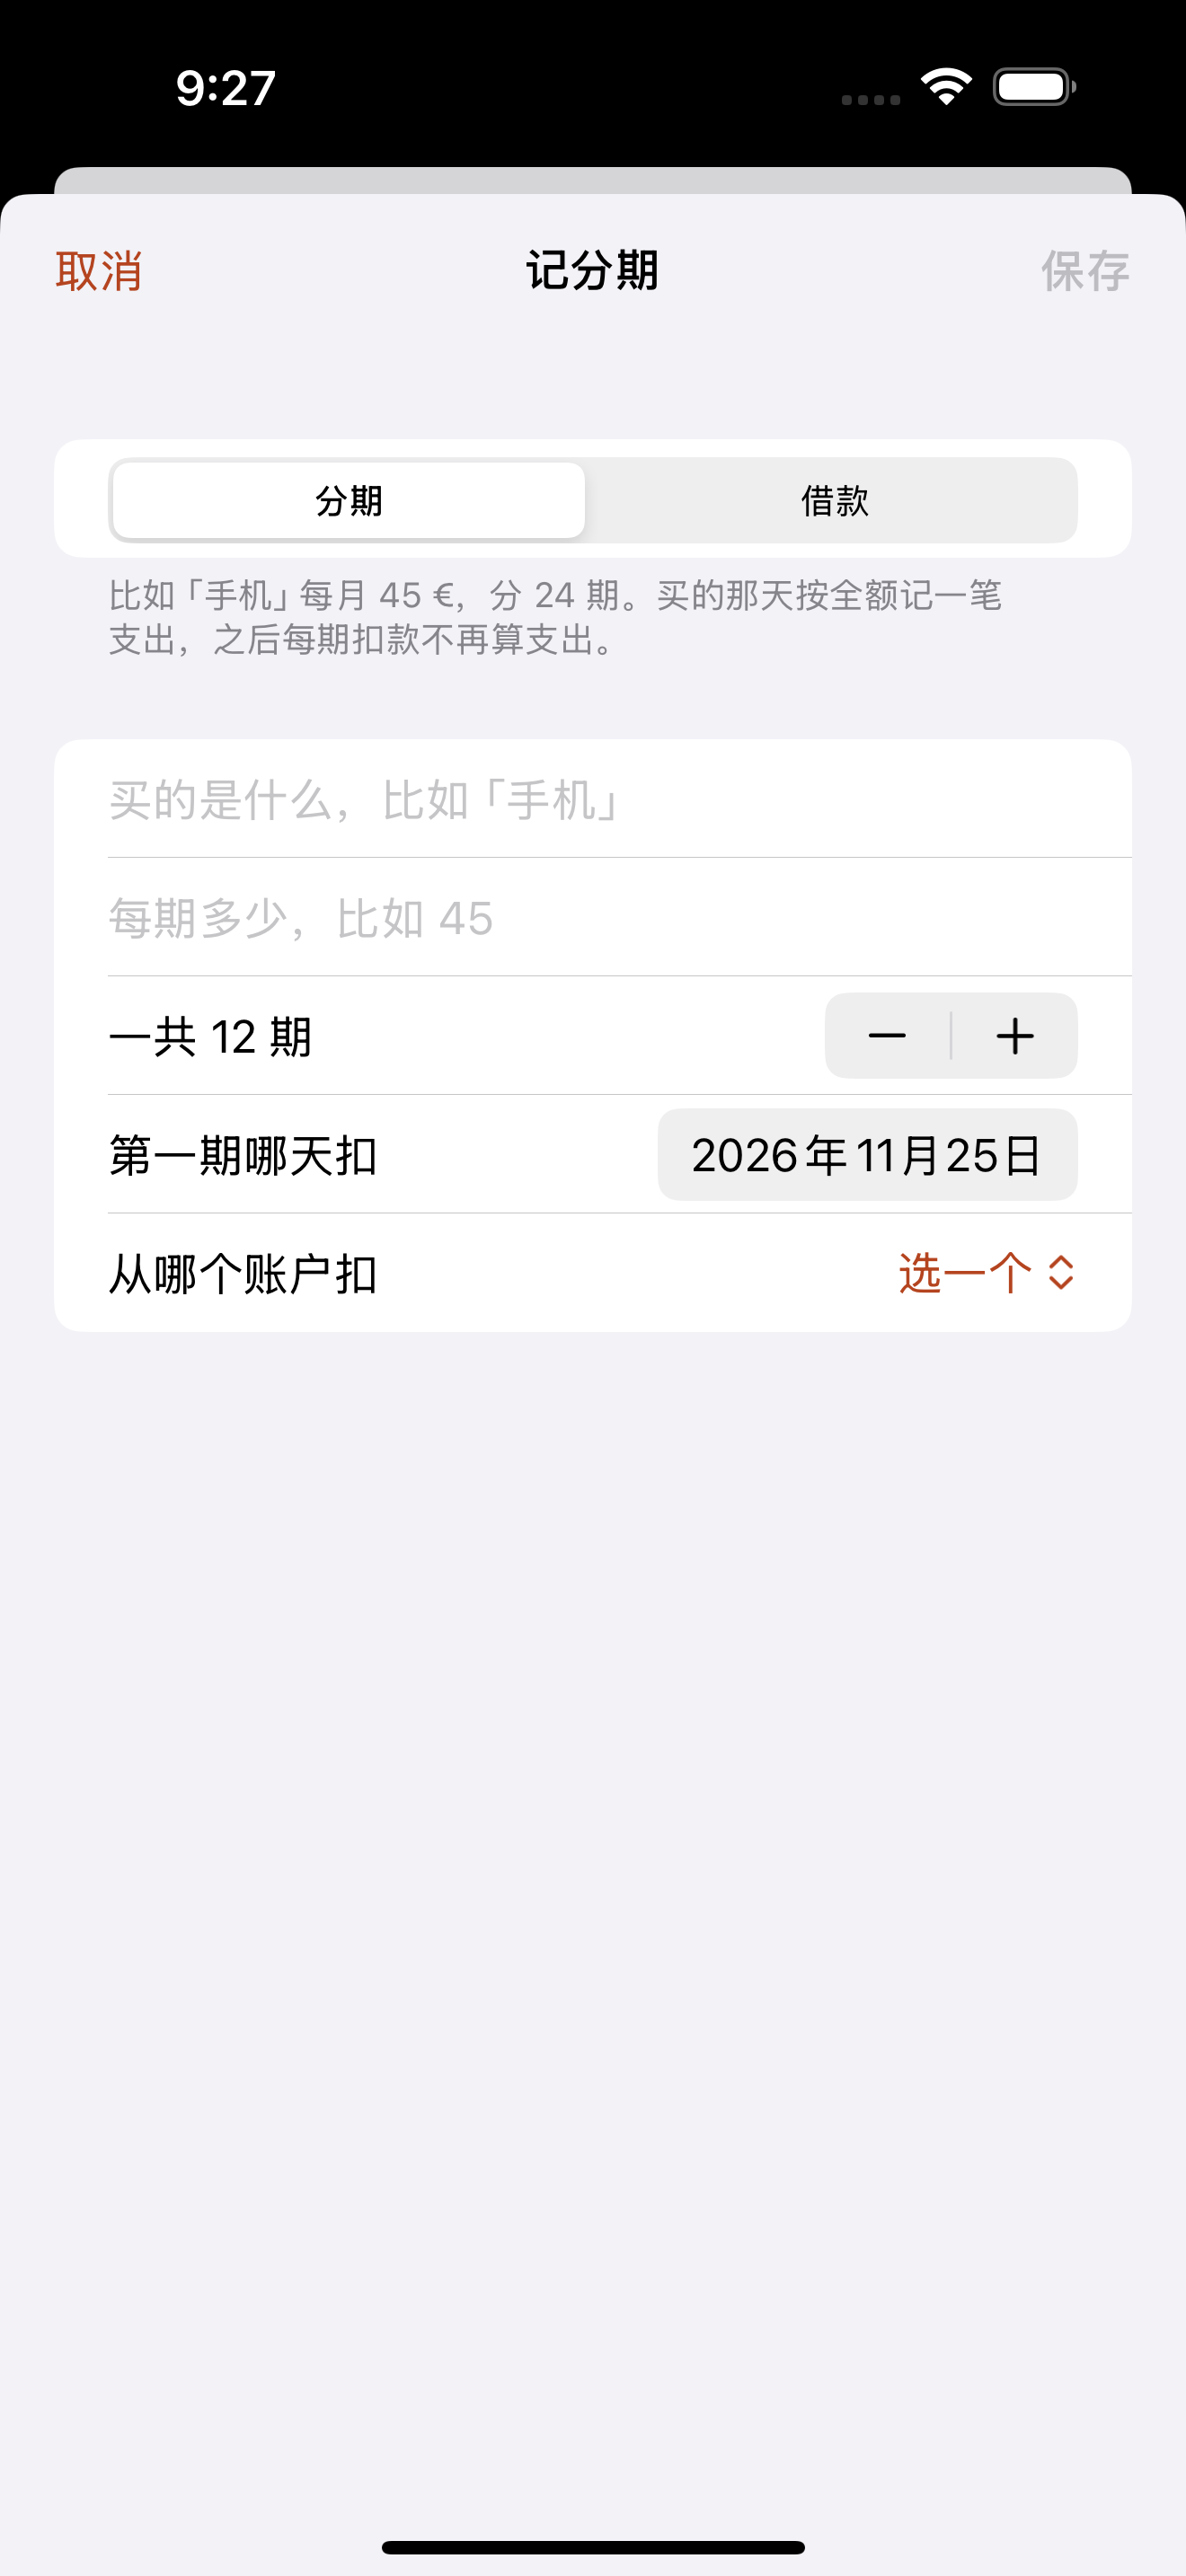 9:27
取消
记分期
保存
分期
借款
比如「手机」每月 45 €，分 24 期。买的那天按全额记一笔
支出，之后每期扣款不再算支出。
买的是什么，比如「手机」
每期多少，比如 45
一共 12 期
第一期哪天扣
2026年11月25日
从哪个账户扣
选一个